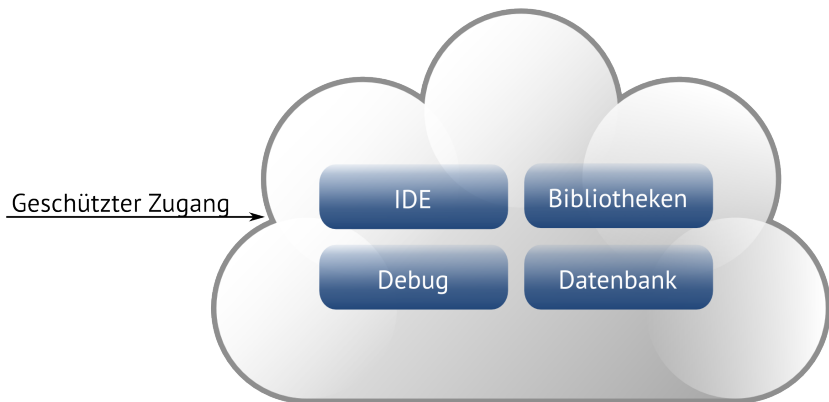 Geschützter Zugang
IDE
Bibliotheken
Debug
Datenbank